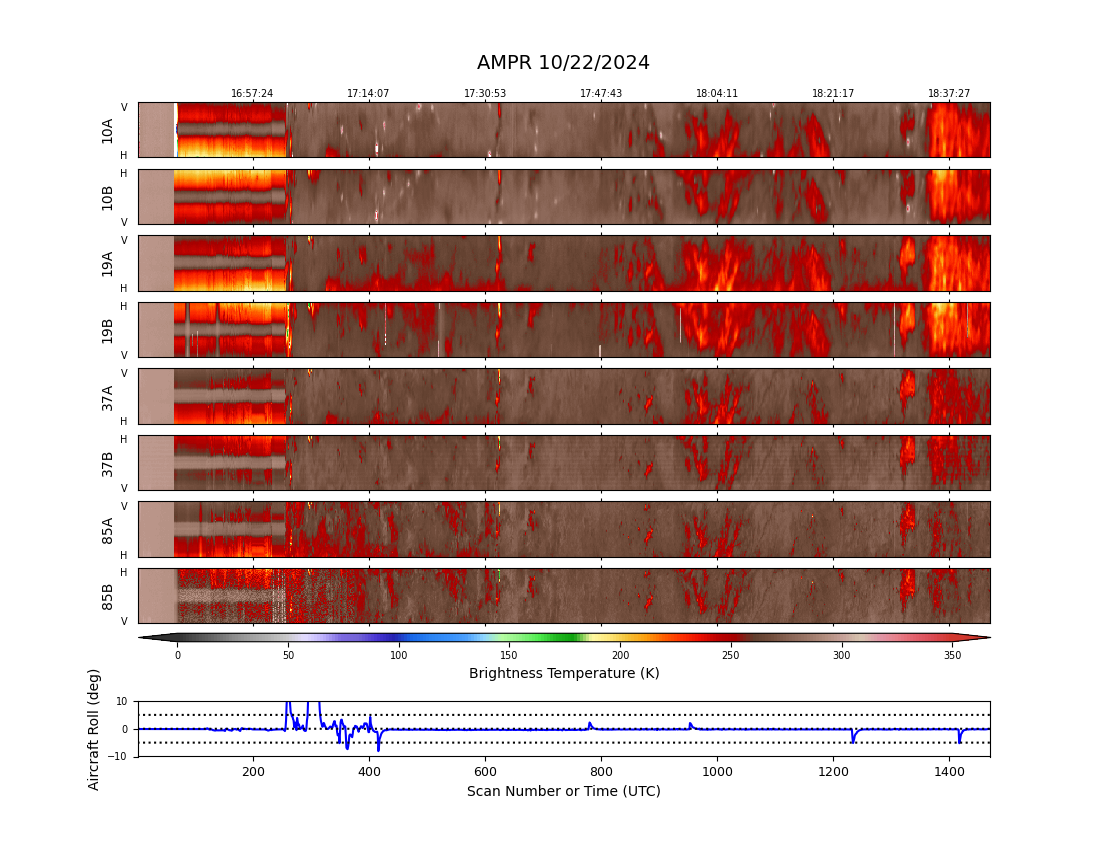 AMPR 10/22/2024
16:57:24 17:14:07 17:30:53 17:47:43 18:04:11 18:21:17 18:37:27
V
10A
H
H
10B
V
V
19A
H
H
19B
V
V
37A
H
H
37B
V
V
85A
H
H
85B
V
0 50 100 150 200 250 300 350
Brightness Temperature (K)
Aircraft Roll (deg)
10
0
−10
200 400 600 800 1000 1200 1400
Scan Number or Time (UTC)